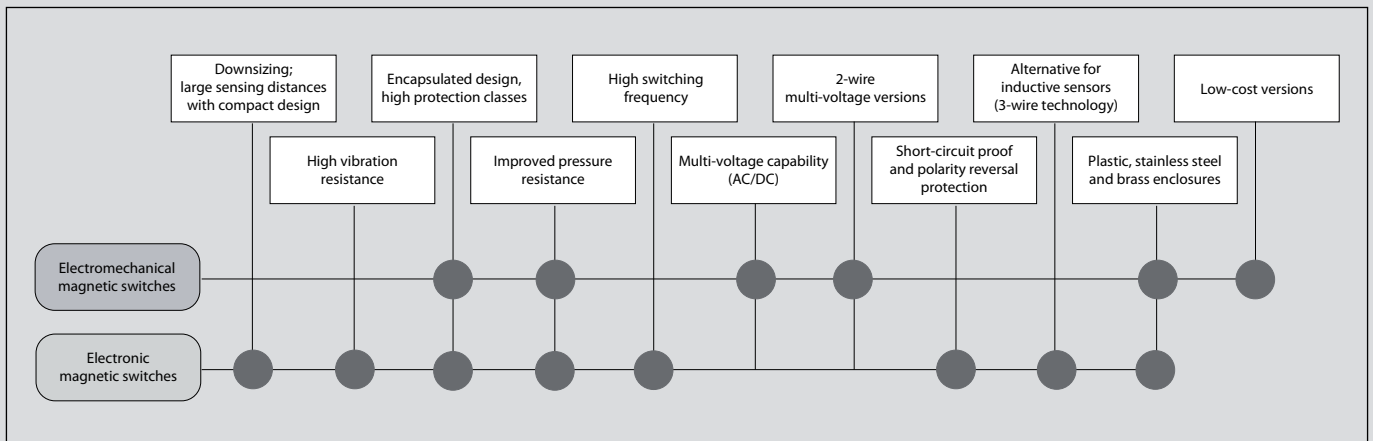 Downsizing;
large sensing distances
with compact design
Encapsulated design,
high protection classes
High switching
frequency
2-wire
multi-voltage versions
Alternative for
inductive sensors
(3-wire technology)
Low-cost versions
High vibration
resistance
Improved pressure
resistance
Multi-voltage capability
(AC/DC)
Short-circuit proof
and polarity reversal
protection
Plastic, stainless steel
and brass enclosures
Electromechanical
magnetic switches
Electronic
magnetic switches